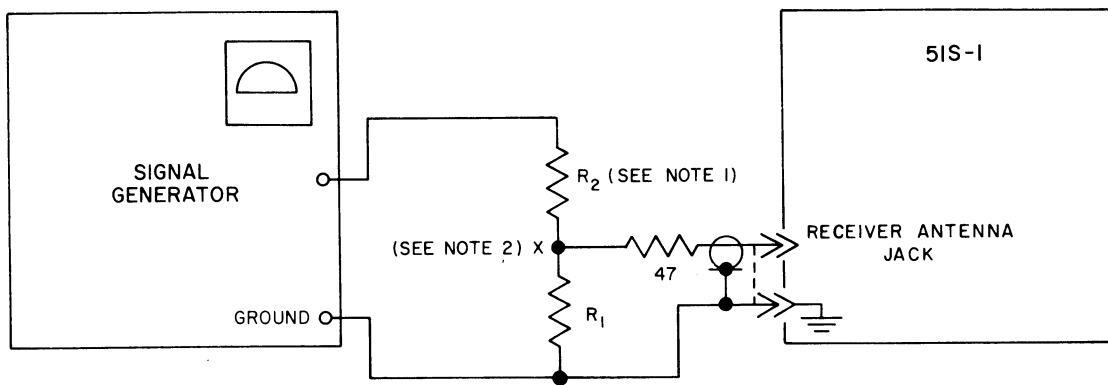 51S-1
SIGNAL
GENERATOR
R2 (SEE NOTE 1)
(SEE NOTE 2) X
RECEIVER ANTENNA
JACK
47
GROUND
R1